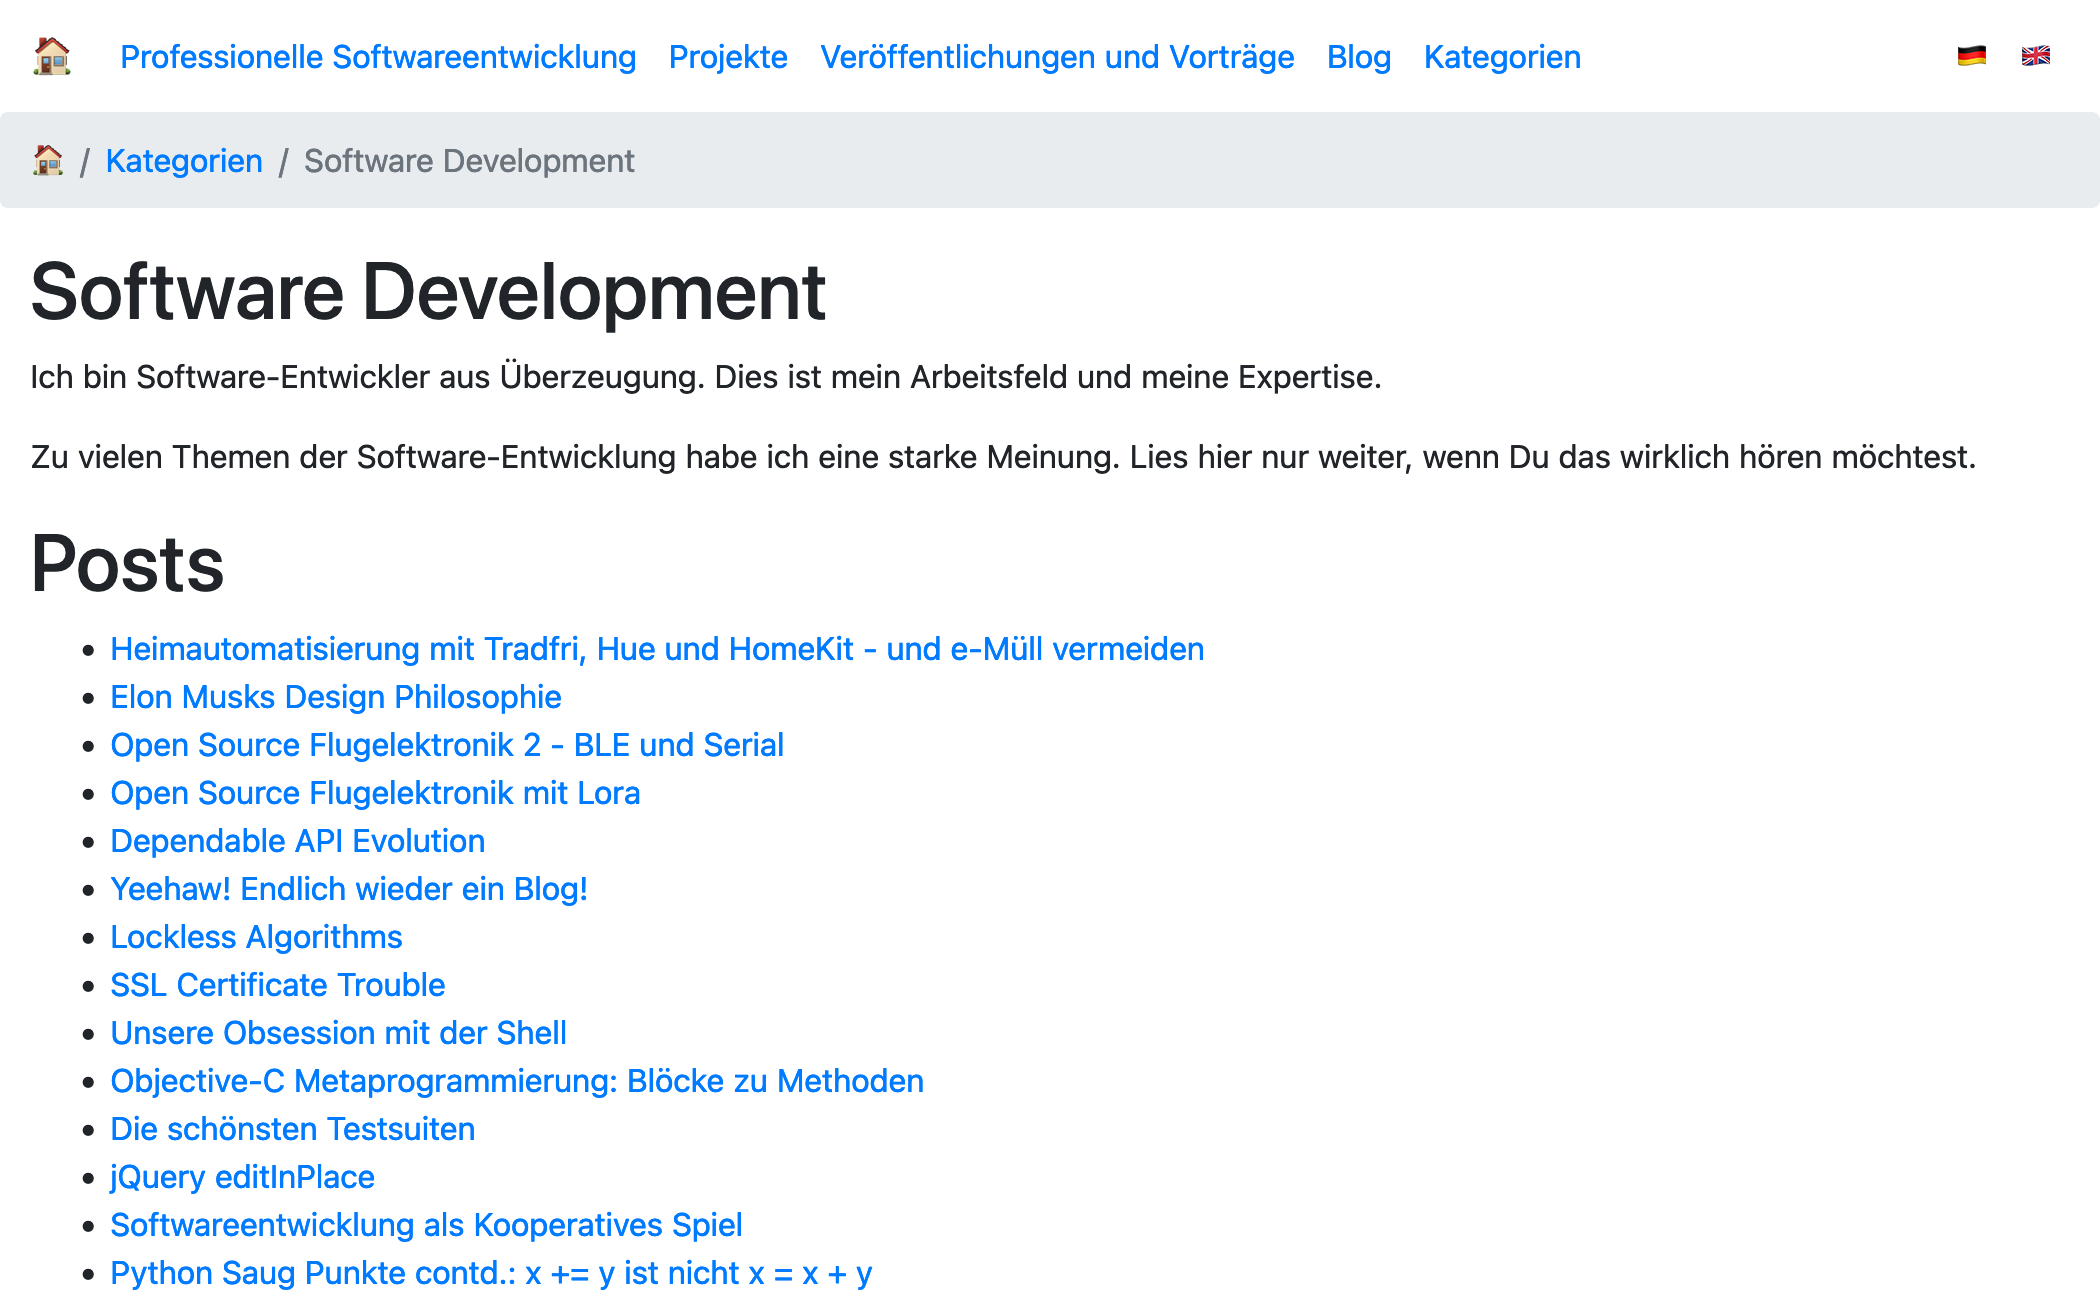 Professionelle Softwareentwicklung Projekte Veröffentlichungen und Vorträge Blog Kategorien
/ Kategorien / Software Development
Software Development
Ich bin Software-Entwickler aus Überzeugung. Dies ist mein Arbeitsfeld und meine Expertise.
Zu vielen Themen der Software-Entwicklung habe ich eine starke Meinung. Lies hier nur weiter, wenn Du das wirklich hören möchtest.
Posts
Heimautomatisierung mit Tradfri, Hue und HomeKit - und e-Müll vermeiden
Elon Musks Design Philosophie
Open Source Flugelektronik 2 - BLE und Serial
Open Source Flugelektronik mit Lora
Dependable API Evolution
Yeehaw! Endlich wieder ein Blog!
Lockless Algorithms
SSL Certificate Trouble
Unsere Obsession mit der Shell
Objective-C Metaprogrammierung: Blöcke zu Methoden
Die schönsten Testsuiten
jQuery editInPlace
Softwareentwicklung als Kooperatives Spiel
Python Saug Punkte contd.: x += y ist nicht x = x + y